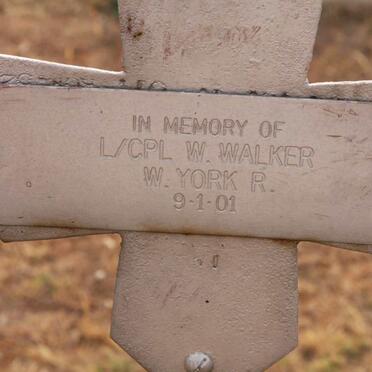 IN MEMORY OF
L/CPL W. WALKER
W. YORK R.
9-1-01